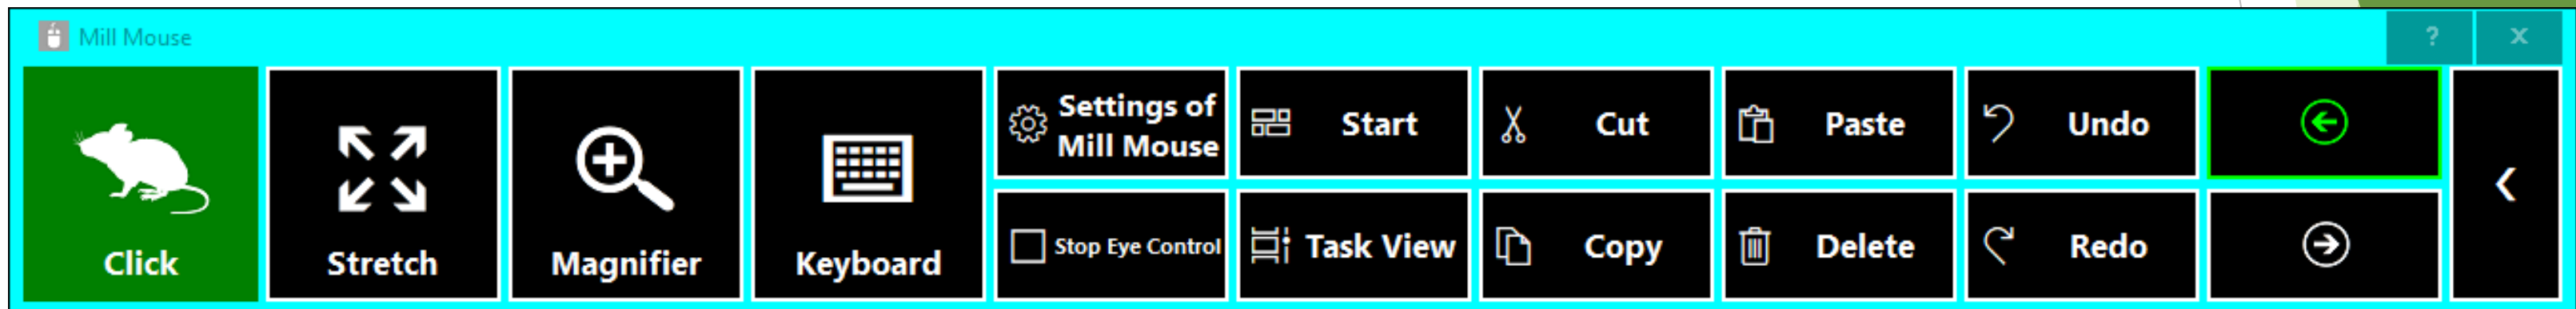 Mill Mouse
? x
Click
Stretch
Magnifier
Keyboard
Settings of
Mill Mouse
Stop Eye Control
Start
Task View
Cut
Copy
Paste
Delete
Undo
Redo